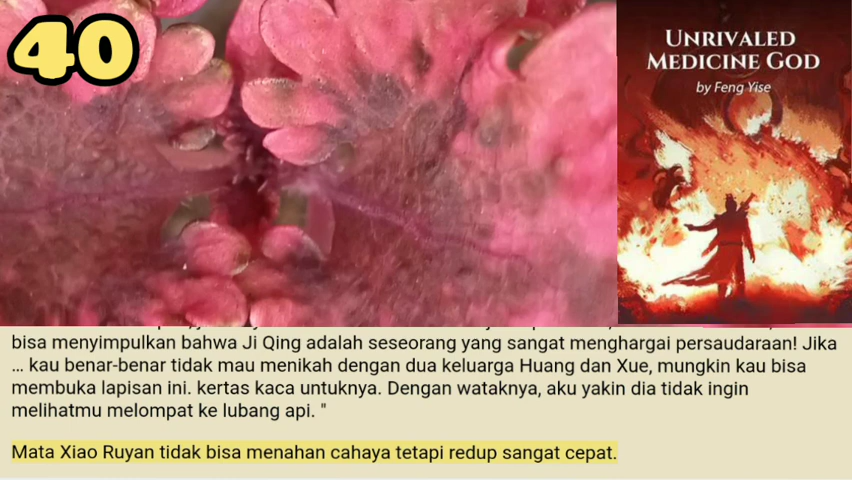 40
UNRIVALED
MEDICINE GOD
by Feng Yise
bisa menyimpulkan bahwa Ji Qing adalah seseorang yang sangat menghargai persaudaraan! Jika
... kau benar-benar tidak mau menikah dengan dua keluarga Huang dan Xue, mungkin kau bisa
membuka lapisan ini. kertas kaca untuknya. Dengan wataknya, aku yakin dia tidak ingin
melihatmu melompat ke lubang api. "
Mata Xiao Ruyan tidak bisa menahan cahaya tetapi redup sangat cepat.